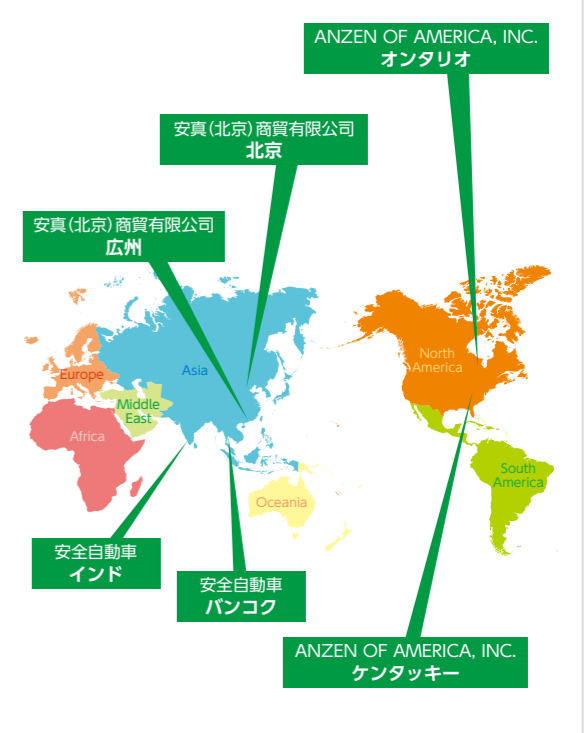 ANZEN OF AMERICA, INC.
オンタリオ
安真(北京)商貿有限公司
北京
安真(北京)商貿有限公司
広州
Europe
Asia
Middle
East
Africa
Oceania
North
America
South
America
安全自動車
インド
安全自動車
バンコク
ANZEN OF AMERICA, INC.
ケンタッキー